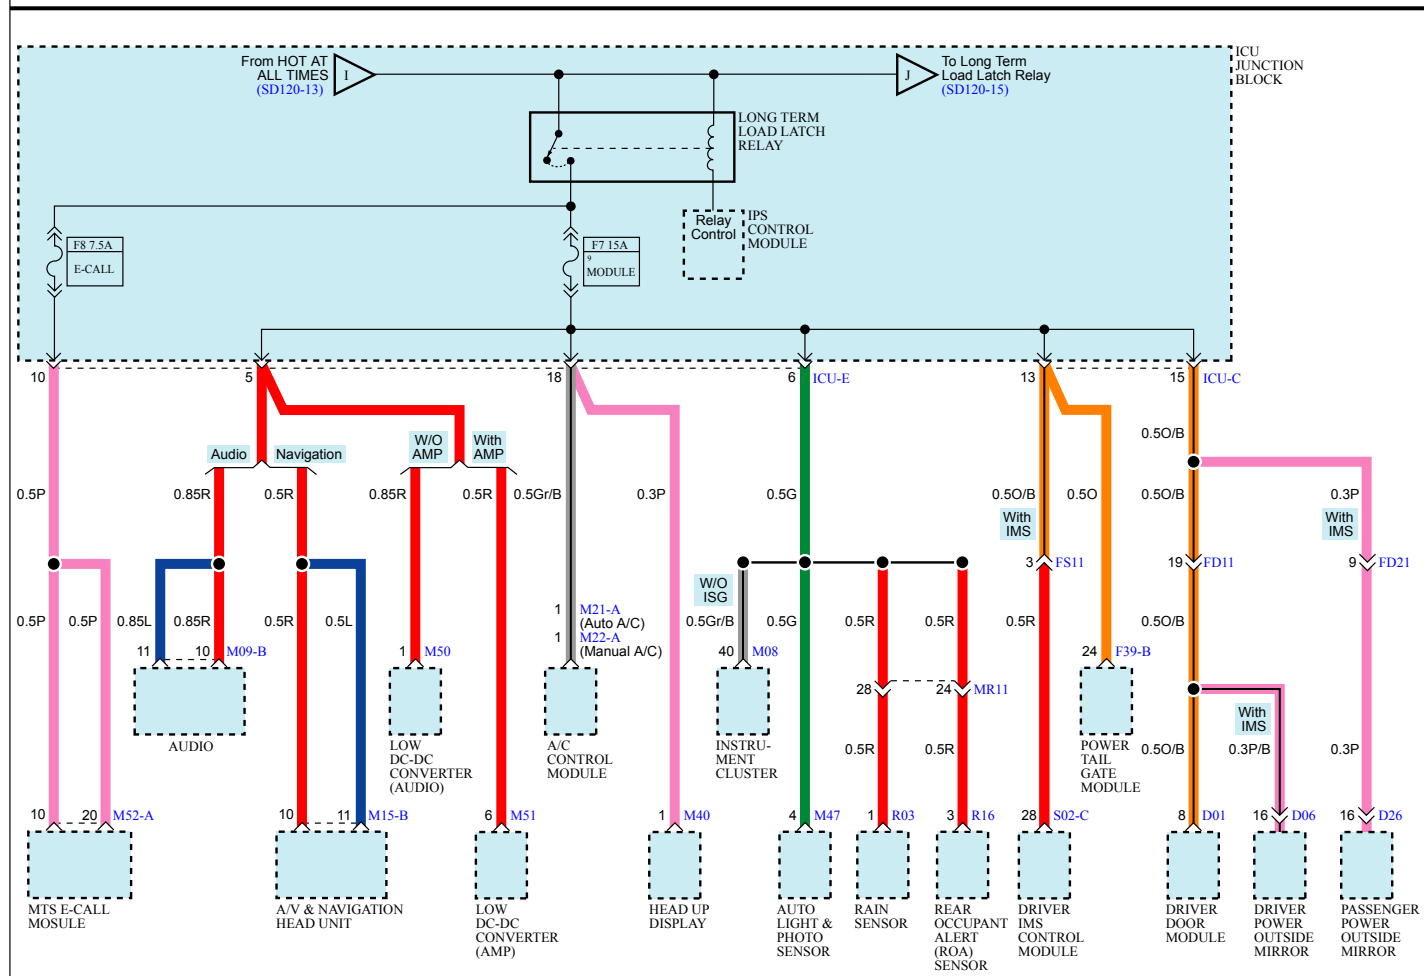 From HOT AT
ALL TIMES
(SD120-13)
I
J
To Long Term
Load Latch Relay
(SD120-15)
ICU
JUNCTION
BLOCK
LONG TERM
LOAD LATCH
RELAY
Relay
Control
IPS
CONTROL
MODULE
F8 7.5A
E-CALL
F7 15A
9
MODULE
10
5
18
6
ICU-E
13
15
ICU-C
Audio
Navigation
W/O
AMP
With
AMP
0.5O/B
0.5P
0.85R
0.5R
0.85R
0.5R
0.5Gr/B
0.3P
0.5G
0.5O/B
0.5O
0.5O/B
0.3P
With
IMS
With
IMS
3
FS11
19
FD11
9
FD21
W/O
ISG
0.5P
0.5P
0.85L
0.85R
0.5R
0.5L
1
M21-A
(Auto A/C)
1
M22-A
(Manual A/C)
0.5Gr/B
0.5G
0.5R
0.5R
0.5R
0.5O/B
11
10
M09-B
1
M50
40
M08
24
F39-B
28
24
MR11
With
IMS
AUDIO
LOW
DC-DC
CONVERTER
(AUDIO)
A/C
CONTROL
MODULE
INSTRU-
MENT
CLUSTER
0.5R
0.5R
POWER
TAIL
GATE
MODULE
0.5O/B
0.3P/B
0.3P
10
20
M52-A
10
11
M15-B
6
M51
1
M40
4
M47
1
R03
3
R16
28
S02-C
8
D01
16
D06
16
D26
MTS E-CALL
MOSULE
A/V & NAVIGATION
HEAD UNIT
LOW
DC-DC
CONVERTER
(AMP)
HEAD UP
DISPLAY
AUTO
LIGHT &
PHOTO
SENSOR
RAIN
SENSOR
REAR
OCCUPANT
ALERT
(ROA)
SENSOR
DRIVER
IMS
CONTROL
MODULE
DRIVER
DOOR
MODULE
DRIVER
POWER
OUTSIDE
MIRROR
PASSENGER
POWER
OUTSIDE
MIRROR